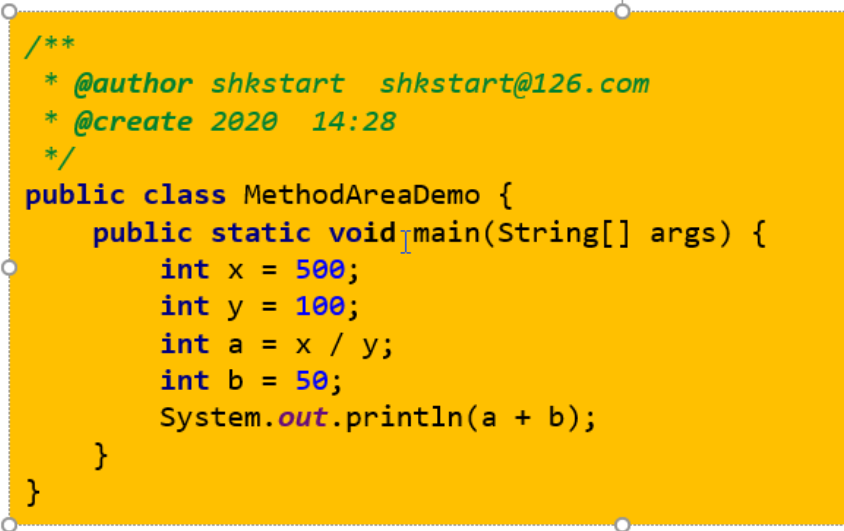 /**
 * @author shkstart  shkstart@126.com
 * @create 2020  14:28
 */
public class MethodAreaDemo {
    public static void main(String[] args) {
        int x = 500;
        int y = 100;
        int a = x / y;
        int b = 50;
        System.out.println(a + b);
    }
}